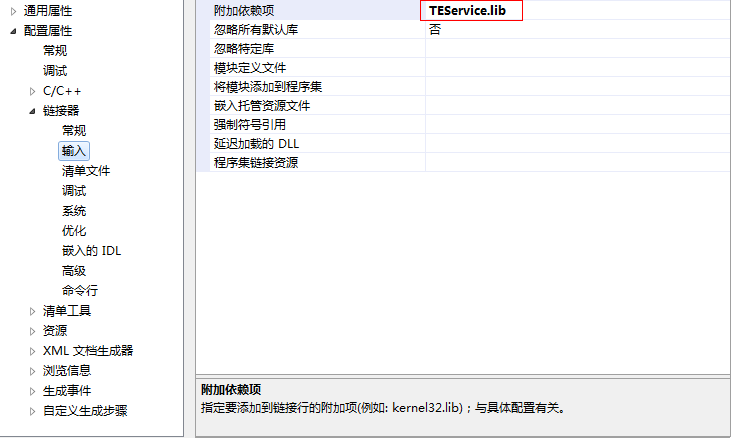 通用属性
配置属性
常规
调试
C/C++
链接器
常规
输入
清单文件
调试
系统
优化
嵌入的 IDL
高级
命令行
清单工具
资源
XML 文档生成器
浏览信息
生成事件
自定义生成步骤
附加依赖项 TEService.lib
忽略所有默认库 否
忽略特定库
模块定义文件
将模块添加到程序集
嵌入托管资源文件
强制符号引用
延迟加载的 DLL
程序集链接资源
附加依赖项
指定要添加到链接行的附加项(例如: kernel32.lib)；与具体配置有关。